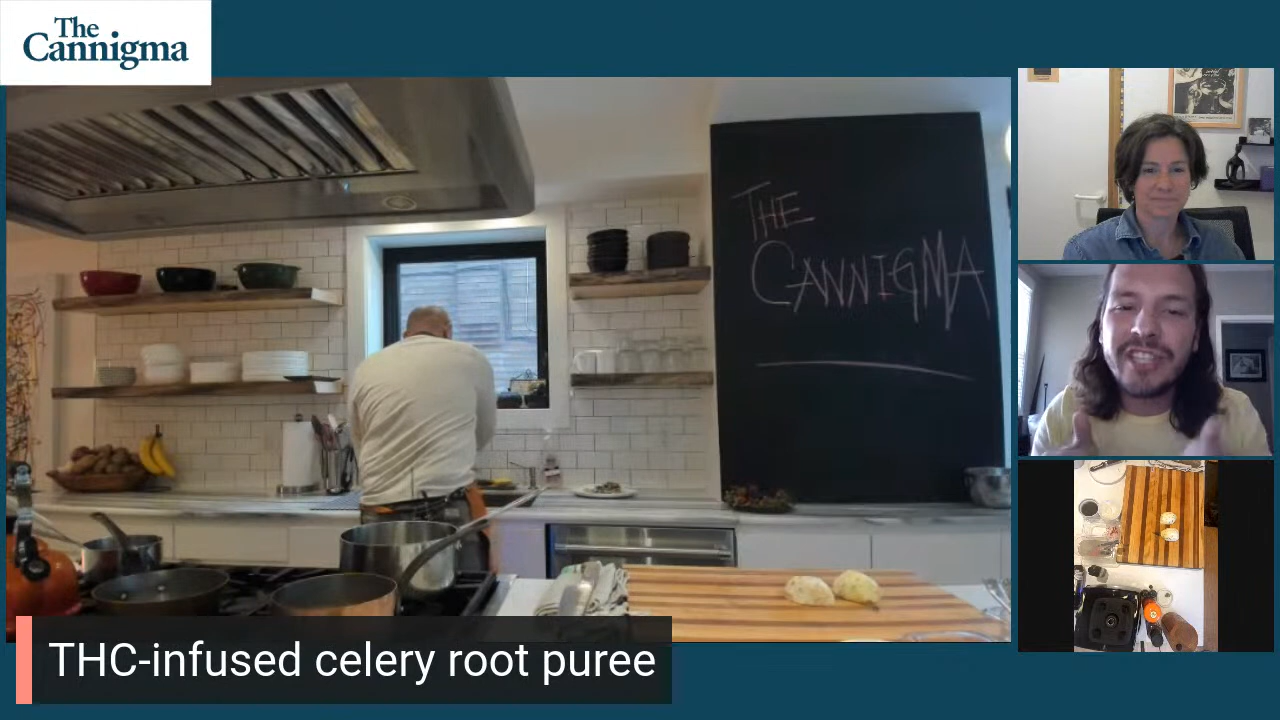 The
Cannigma
THE
CANNIGMA
THC-infused celery root puree